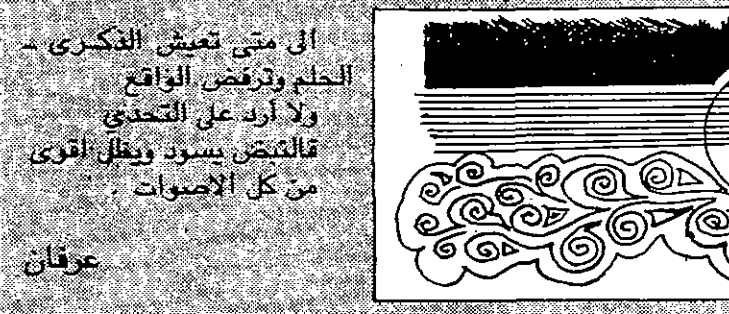 الى متى تعيش الذكرى -
الحلم وترفض الواقع
ولا أرد على التحدي
فالنبض يسود ويظل اقوى
من كل الاصوات .
عرفان